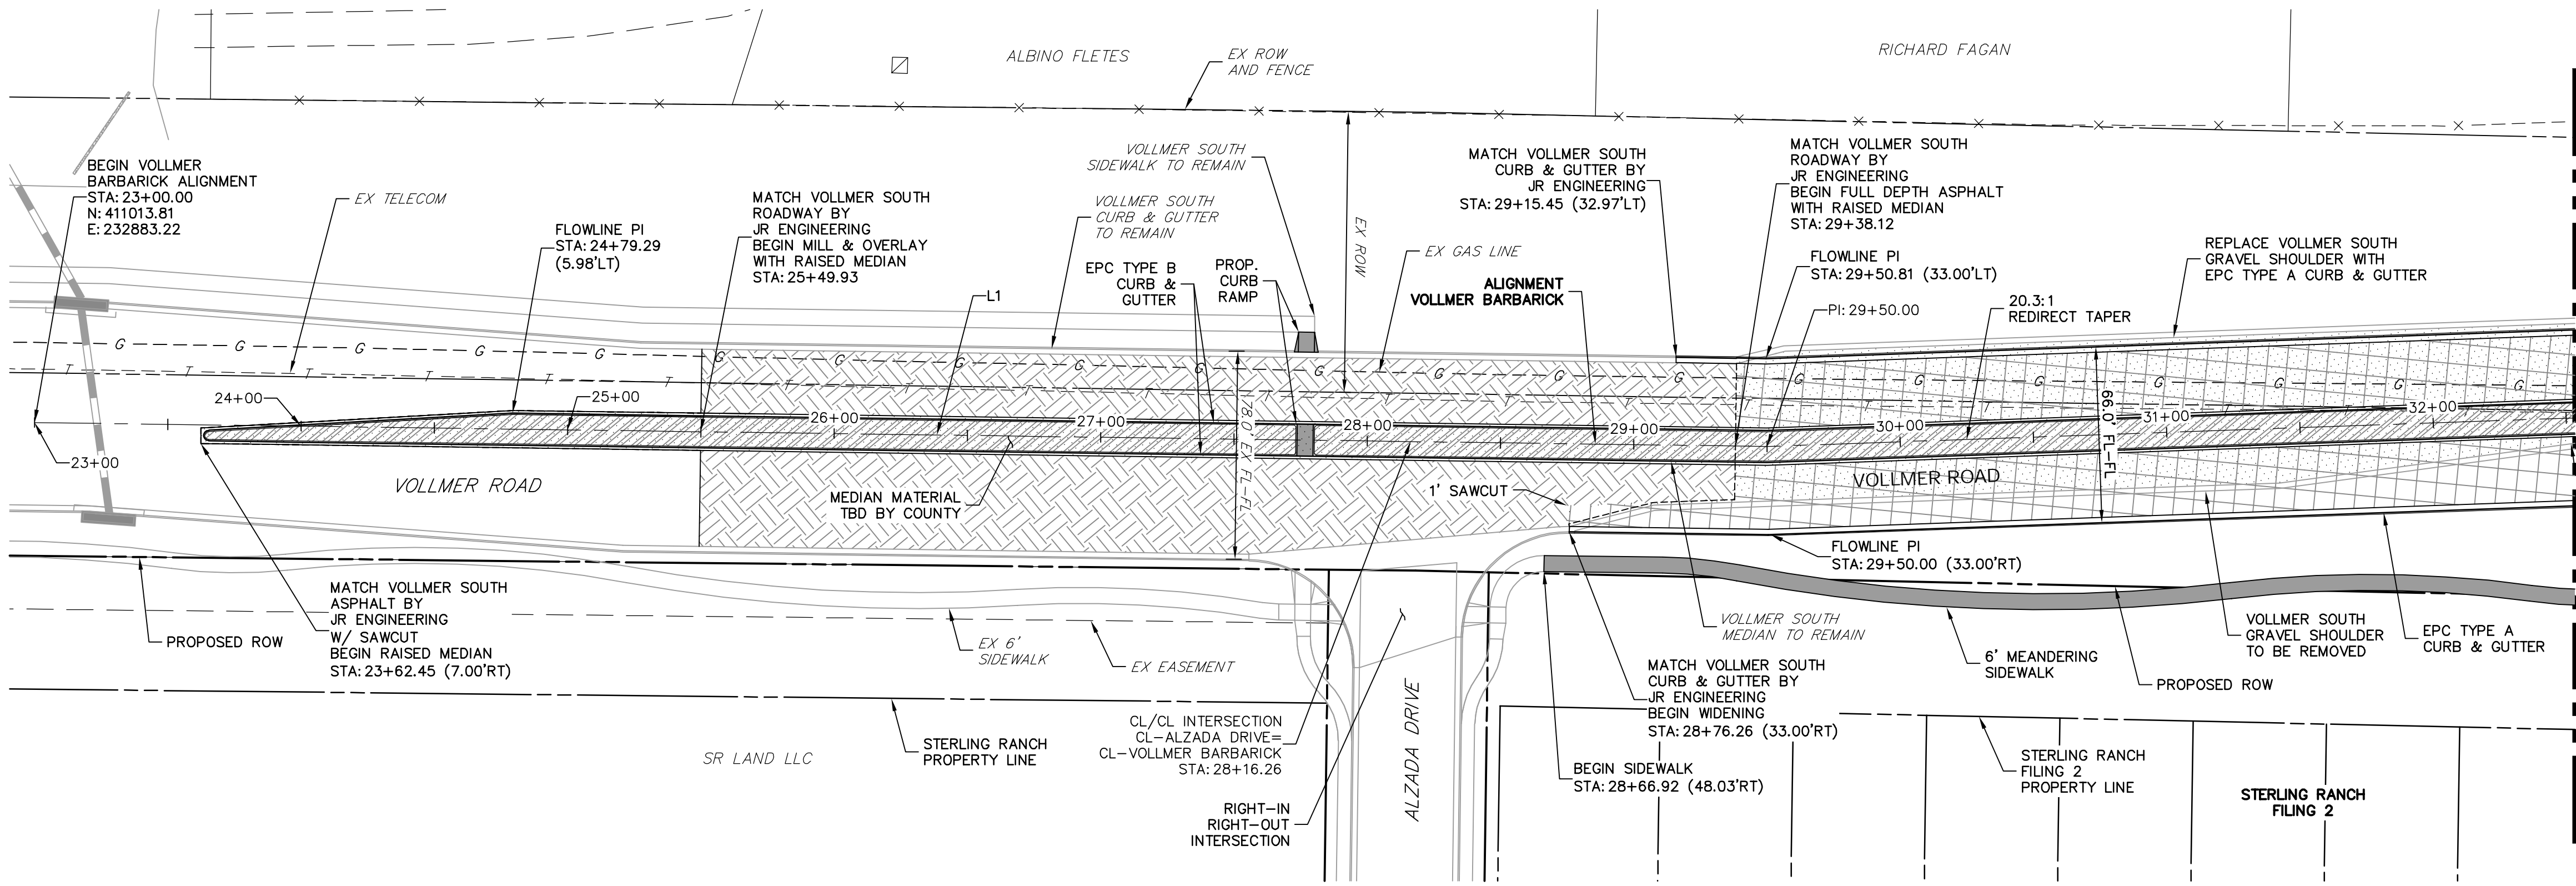 ALBINO FLETES
EX ROW
AND FENCE
RICHARD FAGAN
BEGIN VOLLMER
BARBARICK ALIGNMENT
STA: 23+00.00
N: 411013.81
E: 232883.22
EX TELECOM
FLOWLINE PI
STA: 24+79.29
(5.98'LT)
MATCH VOLLMER SOUTH
ROADWAY BY
JR ENGINEERING
BEGIN MILL & OVERLAY
WITH RAISED MEDIAN
STA: 25+49.93
VOLLMER SOUTH
SIDEWALK TO REMAIN
VOLLMER SOUTH
CURB & GUTTER
TO REMAIN
EPC TYPE B
CURB &
GUTTER
PROP.
CURB
RAMP
L1
EX ROW
EX GAS LINE
ALIGNMENT
VOLLMER BARBARICK
MATCH VOLLMER SOUTH
CURB & GUTTER BY
JR ENGINEERING
STA: 29+15.45 (32.97'LT)
MATCH VOLLMER SOUTH
ROADWAY BY
JR ENGINEERING
BEGIN FULL DEPTH ASPHALT
WITH RAISED MEDIAN
STA: 29+38.12
FLOWLINE PI
STA: 29+50.81 (33.00'LT)
PI: 29+50.00
20.3:1
REDIRECT TAPER
REPLACE VOLLMER SOUTH
GRAVEL SHOULDER WITH
EPC TYPE A CURB & GUTTER
G G G G G G G G G G G G G G G G G G G G G
T T T T T T T T T T T T T T T T T T T
23+00
24+00
25+00
26+00
27+00
28+00
29+00
30+00
31+00
32+00
78.0' EX FL-FL
66.0' FL-FL
VOLLMER ROAD
MEDIAN MATERIAL
TBD BY COUNTY
1' SAWCUT
VOLLMER ROAD
FLOWLINE PI
STA: 29+50.00 (33.00'RT)
PROPOSED ROW
MATCH VOLLMER SOUTH
ASPHALT BY
JR ENGINEERING
W/ SAWCUT
BEGIN RAISED MEDIAN
STA: 23+62.45 (7.00'RT)
EX 6'
SIDEWALK
EX EASEMENT
STERLING RANCH
PROPERTY LINE
SR LAND LLC
CL/CL INTERSECTION
CL-ALZADA DRIVE=
CL-VOLLMER BARBARICK
STA: 28+16.26
RIGHT-IN
RIGHT-OUT
INTERSECTION
ALZADA DRIVE
VOLLMER SOUTH
MEDIAN TO REMAIN
MATCH VOLLMER SOUTH
CURB & GUTTER BY
JR ENGINEERING
BEGIN WIDENING
STA: 28+76.26 (33.00'RT)
BEGIN SIDEWALK
STA: 28+66.92 (48.03'RT)
6' MEANDERING
SIDEWALK
PROPOSED ROW
VOLLMER SOUTH
GRAVEL SHOULDER
TO BE REMOVED
EPC TYPE A
CURB & GUTTER
STERLING RANCH
FILING 2
PROPERTY LINE
STERLING RANCH
FILING 2